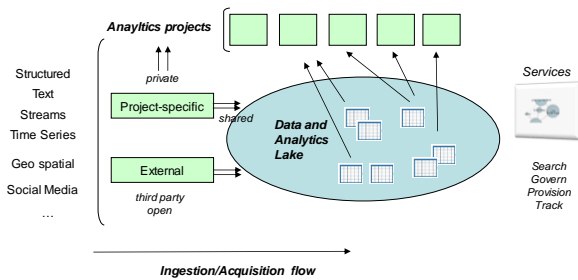 Anayltics projects
Structured
Text
Streams
Time Series
Geo spatial
Social Media
…
private
Project-specific
shared
External
third party
open
Data and
Analytics
Lake
Services
Search
Govern
Provision
Track
Ingestion/Acquisition flow